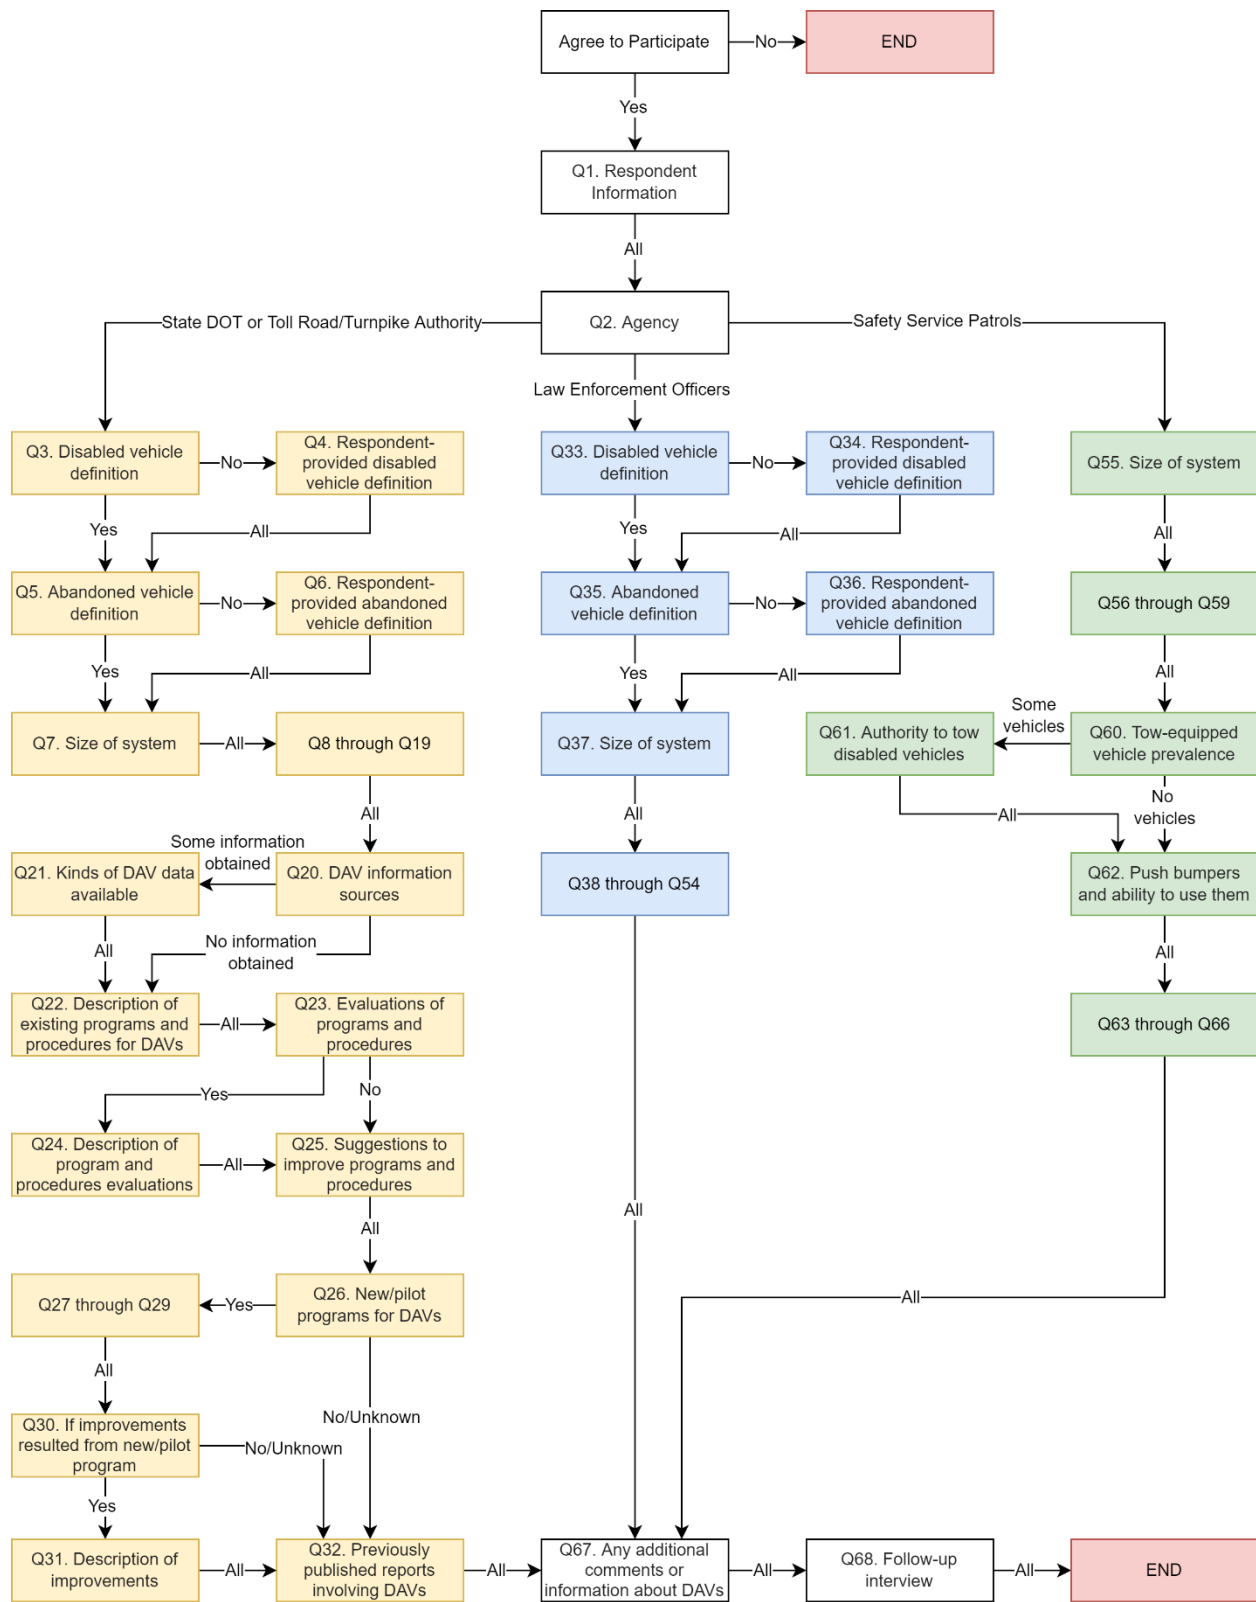 Agree to Participate
No
END
Yes
Q1. Respondent
Information
All
Q2. Agency
State DOT or Toll Road/Turnpike Authority
Safety Service Patrols
Law Enforcement Officers
Q3. Disabled vehicle
definition
No
Q4. Respondent-
provided disabled
vehicle definition
Q33. Disabled vehicle
definition
No
Q34. Respondent-
provided disabled
vehicle definition
Q55. Size of system
Yes
All
Yes
All
All
Q5. Abandoned vehicle
definition
No
Q6. Respondent-
provided abandoned
vehicle definition
Q35. Abandoned
vehicle definition
No
Q36. Respondent-
provided abandoned
vehicle definition
Q56 through Q59
Yes
All
Yes
All
All
Q7. Size of system
All
Q8 through Q19
Q37. Size of system
Q61. Authority to tow
disabled vehicles
Some
vehicles
Q60. Tow-equipped
vehicle prevalence
All
All
All
No
vehicles
Q21. Kinds of DAV data
available
Some information
obtained
Q20. DAV information
sources
Q38 through Q54
Q62. Push bumpers
and ability to use them
All
No information
obtained
All
Q22. Description of
existing programs and
procedures for DAVs
All
Q23. Evaluations of
programs and
procedures
Q63 through Q66
Yes
No
Q24. Description of
program and
procedures evaluations
All
Q25. Suggestions to
improve programs and
procedures
All
All
Q27 through Q29
Yes
Q26. New/pilot
programs for DAVs
All
All
No/Unknown
Q30. If improvements
resulted from new/pilot
program
No/Unknown
Yes
Q31. Description of
improvements
All
Q32. Previously
published reports
involving DAVs
All
Q67. Any additional
comments or
information about DAVs
All
Q68. Follow-up
interview
All
END